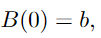 B(0) = b,